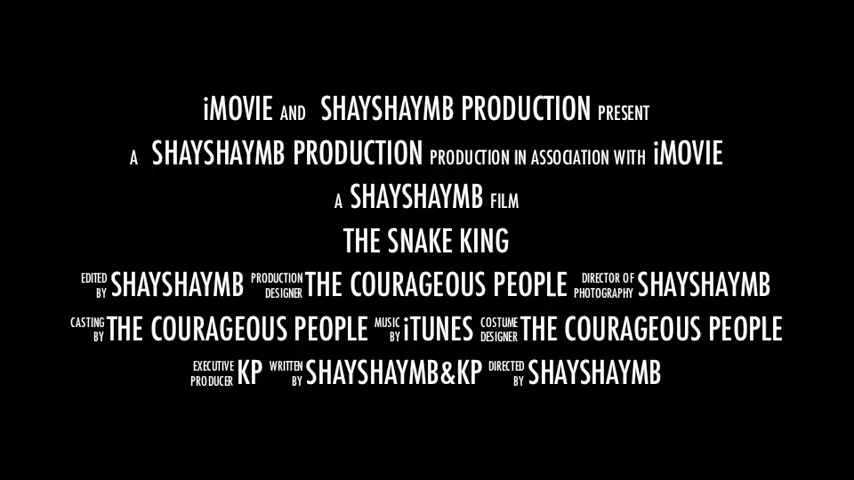 iMOVIE AND SHAYSHAYMB PRODUCTION PRESENT
A SHAYSHAYMB PRODUCTION PRODUCTION IN ASSOCIATION WITH iMOVIE
A SHAYSHAYMB FILM
THE SNAKE KING
EDITED BY SHAYSHAYMB PRODUCTION DESIGNER THE COURAGEOUS PEOPLE DIRECTOR OF PHOTOGRAPHY SHAYSHAYMB
CASTING BY THE COURAGEOUS PEOPLE MUSIC BY iTUNES COSTUME DESIGNER THE COURAGEOUS PEOPLE
EXECUTIVE PRODUCER KP WRITTEN BY SHAYSHAYMB&KP DIRECTED BY SHAYSHAYMB